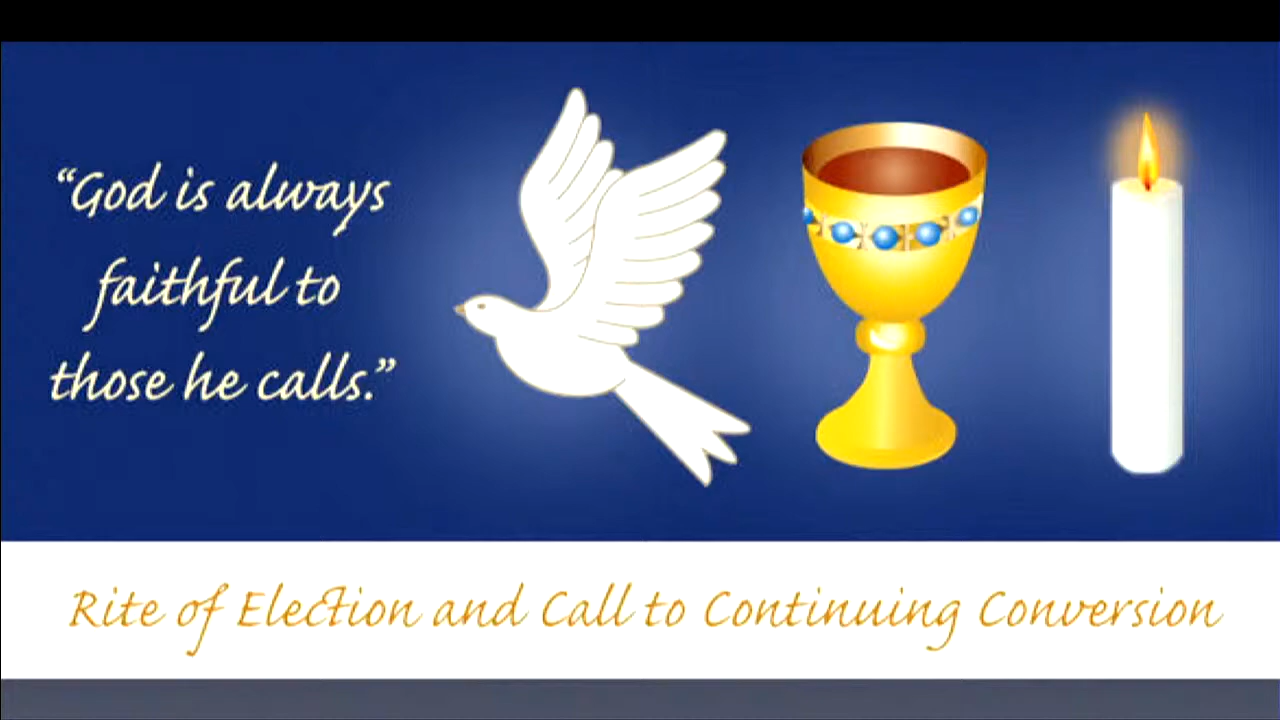 “God is always
faithful to
those he calls.”
Rite of Election and Call to Continuing Conversion